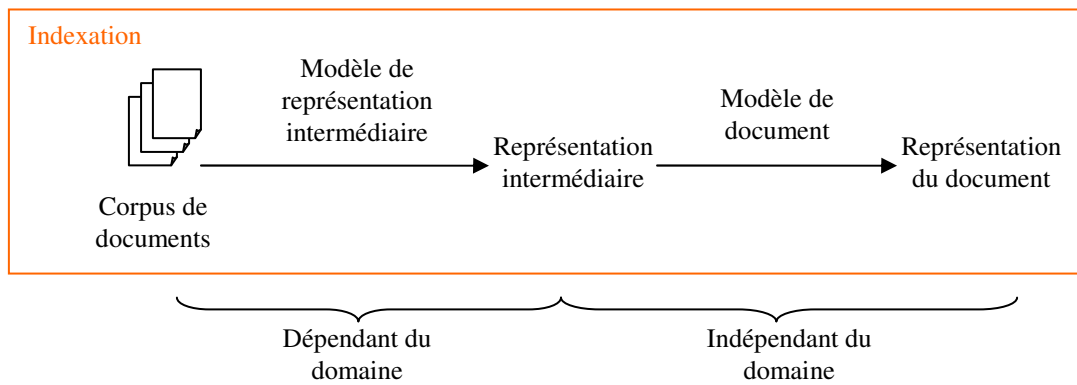 Indexation
Modèle de
représentation
intermédiaire
Modèle de
document
Représentation
intermédiaire
Représentation
du document
Corpus de
documents
Dépendant du
domaine
Indépendant du
domaine